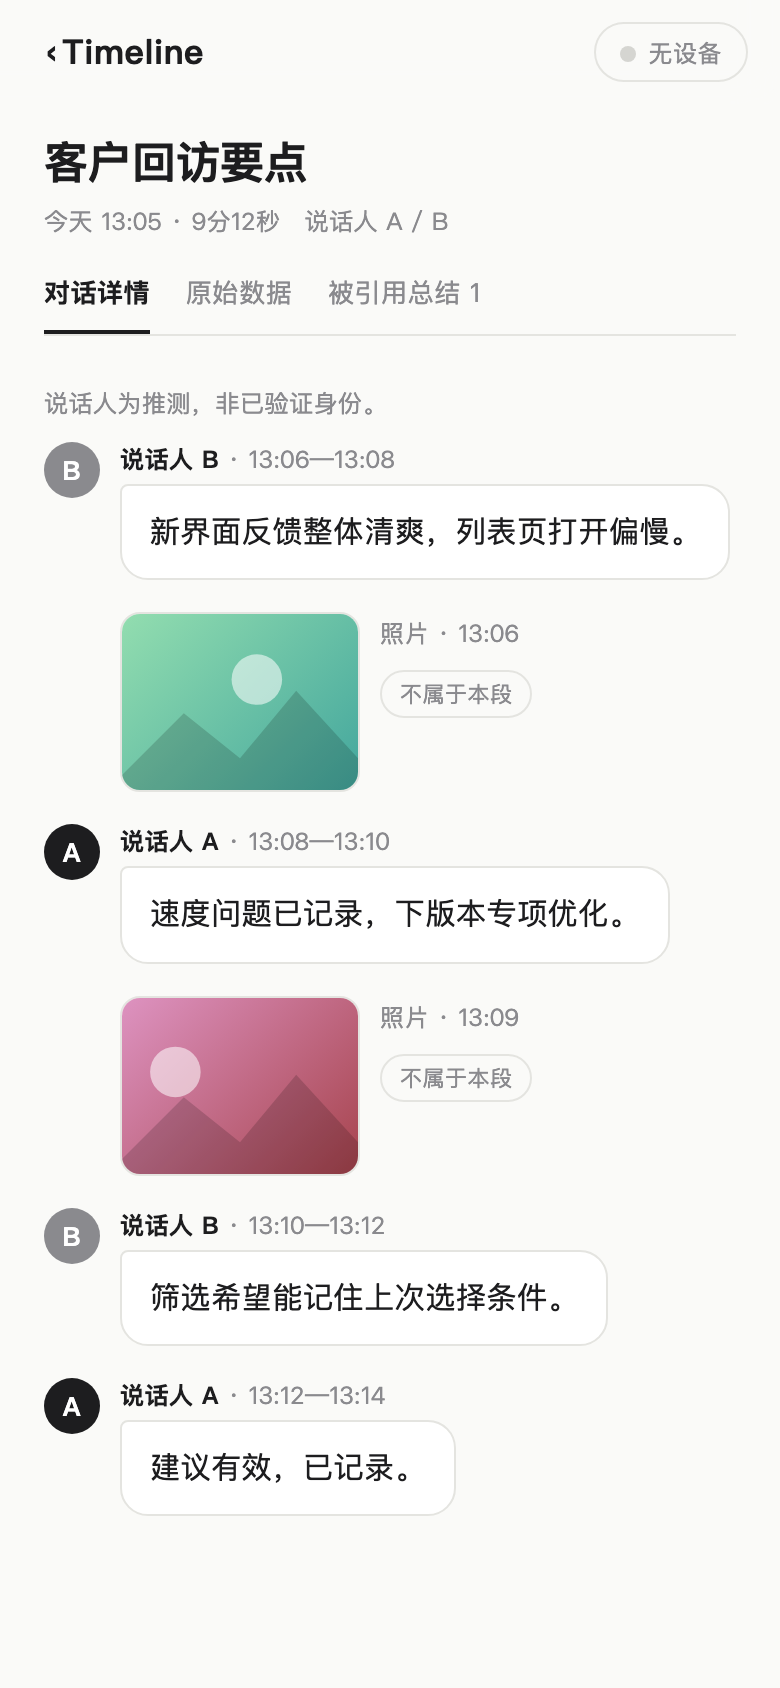 ‹Timeline
无设备
客户回访要点
今天 13:05 · 9分12秒 说话人 A / B
对话详情 原始数据 被引用总结 1
说话人为推测，非已验证身份。
B
说话人 B · 13:06—13:08
新界面反馈整体清爽，列表页打开偏慢。
照片 · 13:06
不属于本段
A
说话人 A · 13:08—13:10
速度问题已记录，下版本专项优化。
照片 · 13:09
不属于本段
B
说话人 B · 13:10—13:12
筛选希望能记住上次选择条件。
A
说话人 A · 13:12—13:14
建议有效，已记录。